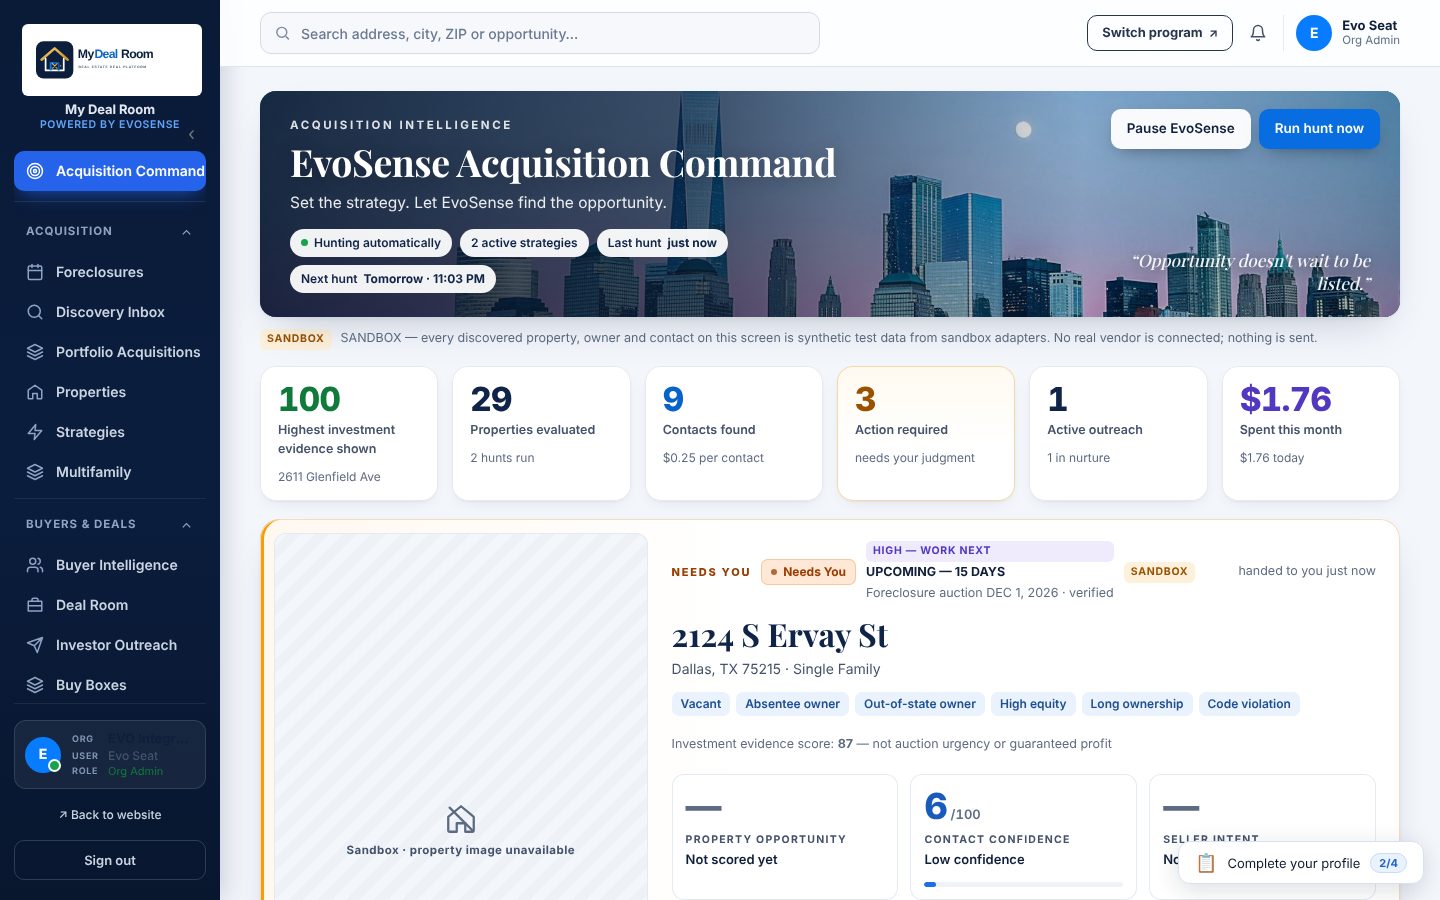 MyDeal Room
REAL ESTATE DEAL PLATFORM
My Deal Room
POWERED BY EVOSENSE
Acquisition Command
ACQUISITION
Foreclosures
Discovery Inbox
Portfolio Acquisitions
Properties
Strategies
Multifamily
BUYERS & DEALS
Buyer Intelligence
Deal Room
Investor Outreach
Buy Boxes
E
ORG EVO Integr...
USER Evo Seat
ROLE Org Admin
↗ Back to website
Sign out
Search address, city, ZIP or opportunity...
Switch program ↗
E
Evo Seat
Org Admin
ACQUISITION INTELLIGENCE
EvoSense Acquisition Command
Set the strategy. Let EvoSense find the opportunity.
Hunting automatically
2 active strategies
Last hunt just now
Next hunt Tomorrow · 11:03 PM
Pause EvoSense
Run hunt now
“Opportunity doesn't wait to be
listed.”
SANDBOX SANDBOX — every discovered property, owner and contact on this screen is synthetic test data from sandbox adapters. No real vendor is connected; nothing is sent.
100
Highest investment
evidence shown
2611 Glenfield Ave
29
Properties evaluated
2 hunts run
9
Contacts found
$0.25 per contact
3
Action required
needs your judgment
1
Active outreach
1 in nurture
$1.76
Spent this month
$1.76 today
Sandbox · property image unavailable
NEEDS YOU
Needs You
HIGH — WORK NEXT
UPCOMING — 15 DAYS
Foreclosure auction DEC 1, 2026 · verified
SANDBOX
handed to you just now
2124 S Ervay St
Dallas, TX 75215 · Single Family
Vacant
Absentee owner
Out-of-state owner
High equity
Long ownership
Code violation
Investment evidence score: 87 — not auction urgency or guaranteed profit
—
PROPERTY OPPORTUNITY
Not scored yet
6 /100
CONTACT CONFIDENCE
Low confidence
—
SELLER INTENT
Complete your profile 2/4